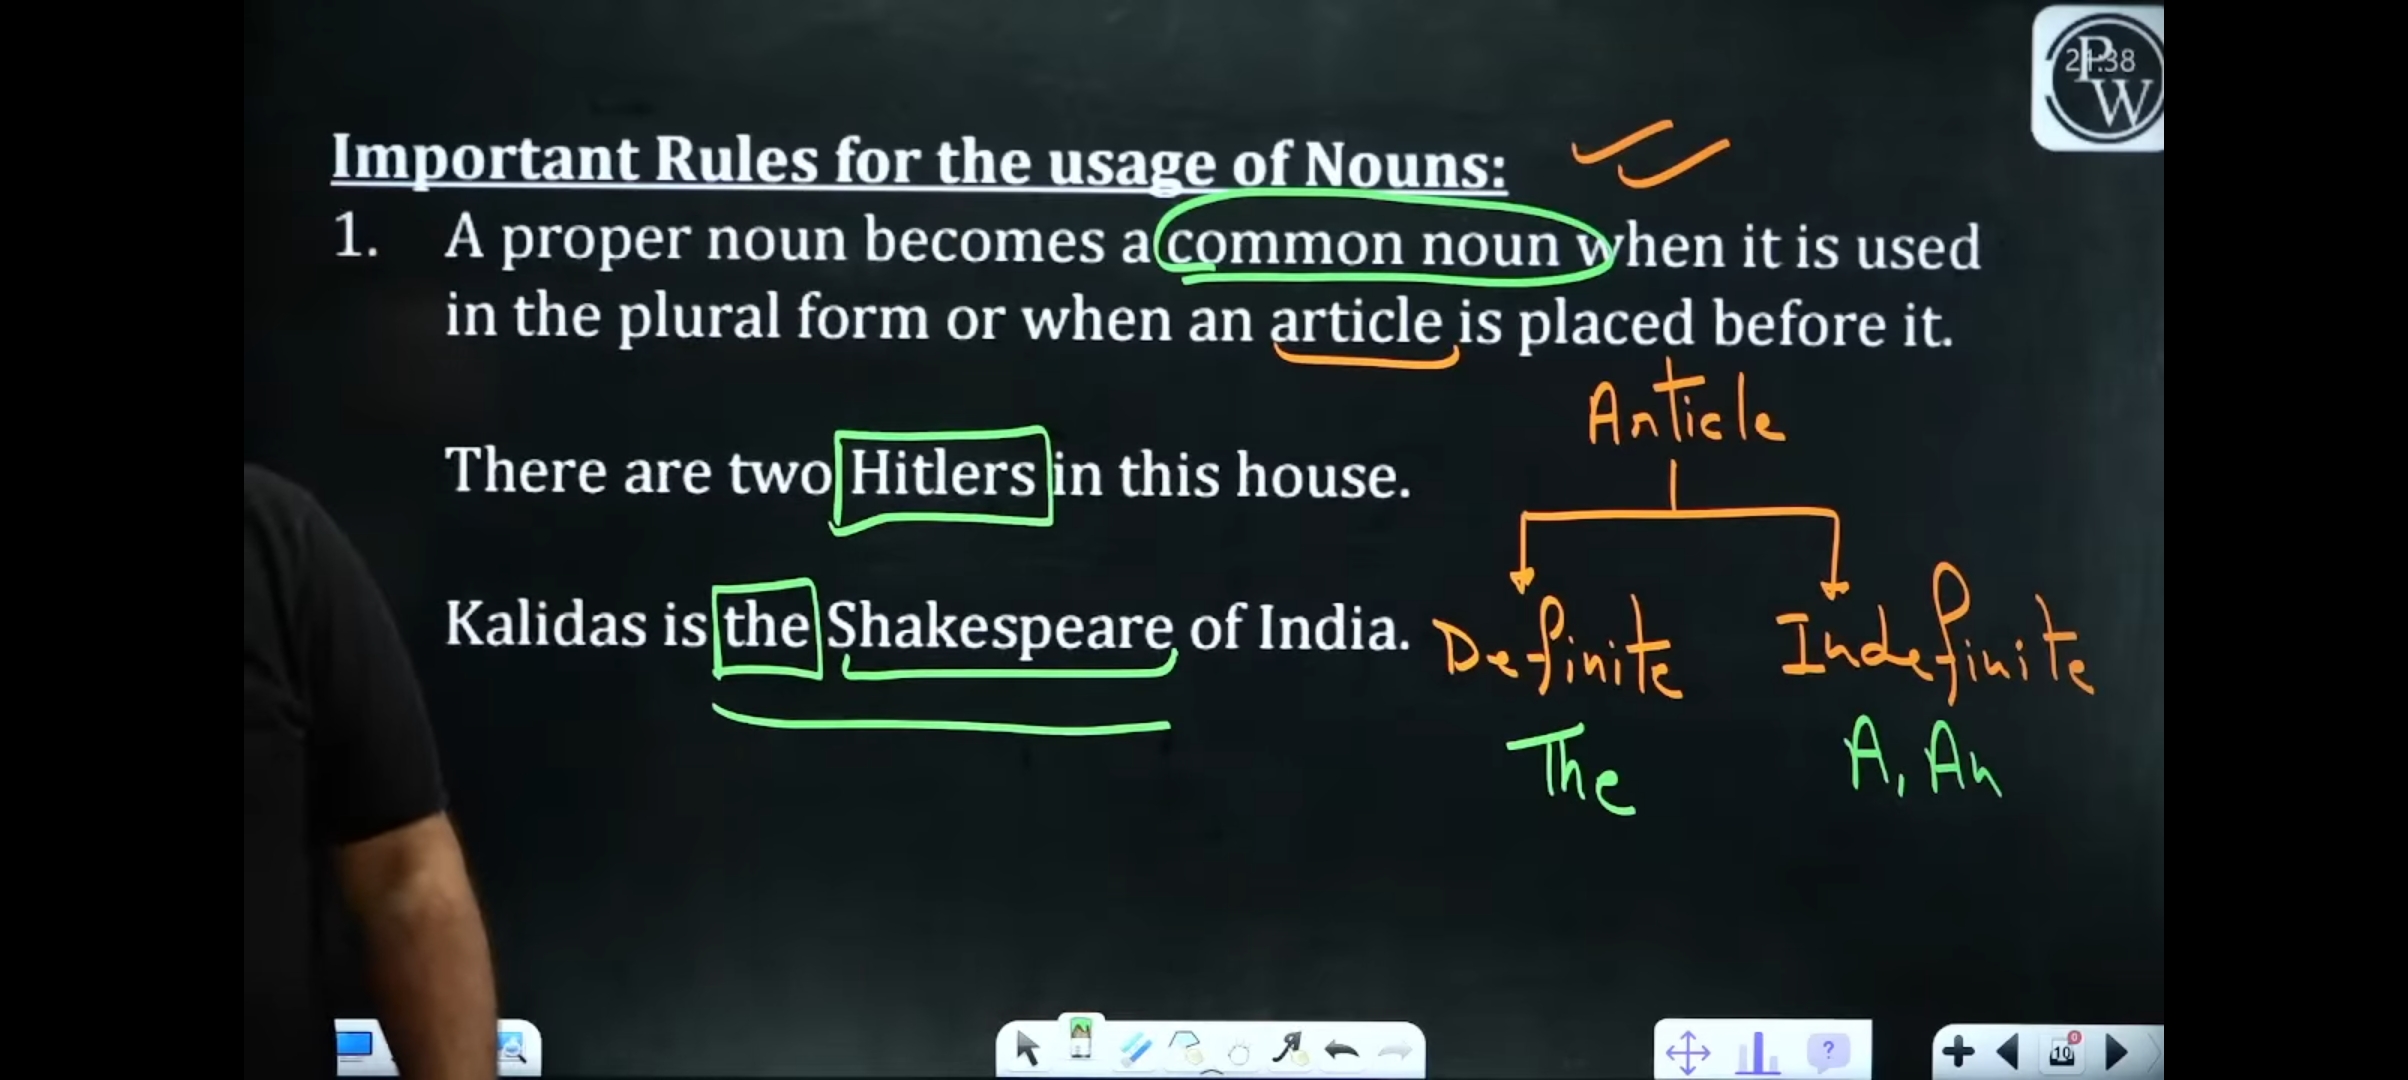 P
W
21:38
Important Rules for the usage of Nouns:
1. A proper noun becomes a common noun when it is used
in the plural form or when an article is placed before it.
Article
There are two Hitlers in this house.
Kalidas is the Shakespeare of India.
Definite Indefinite
The A, An
?
10
0